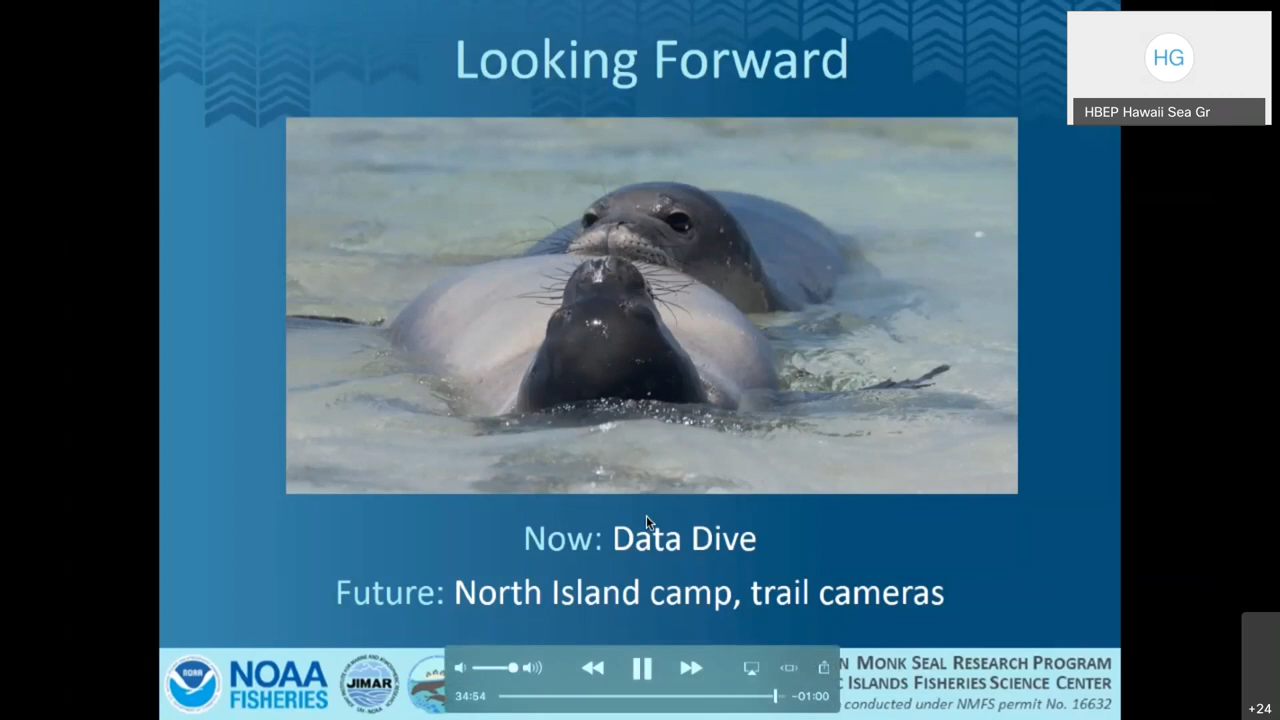 Looking Forward
HG
HBEP Hawaii Sea Gr
Now: Data Dive
Future: North Island camp, trail cameras
NOAA
FISHERIES
NOAA
JIMAR
N MONK SEAL RESEARCH PROGRAM
C ISLANDS FISHERIES SCIENCE CENTER
conducted under NMFS permit No. 16632
34:54
−01:00
+24